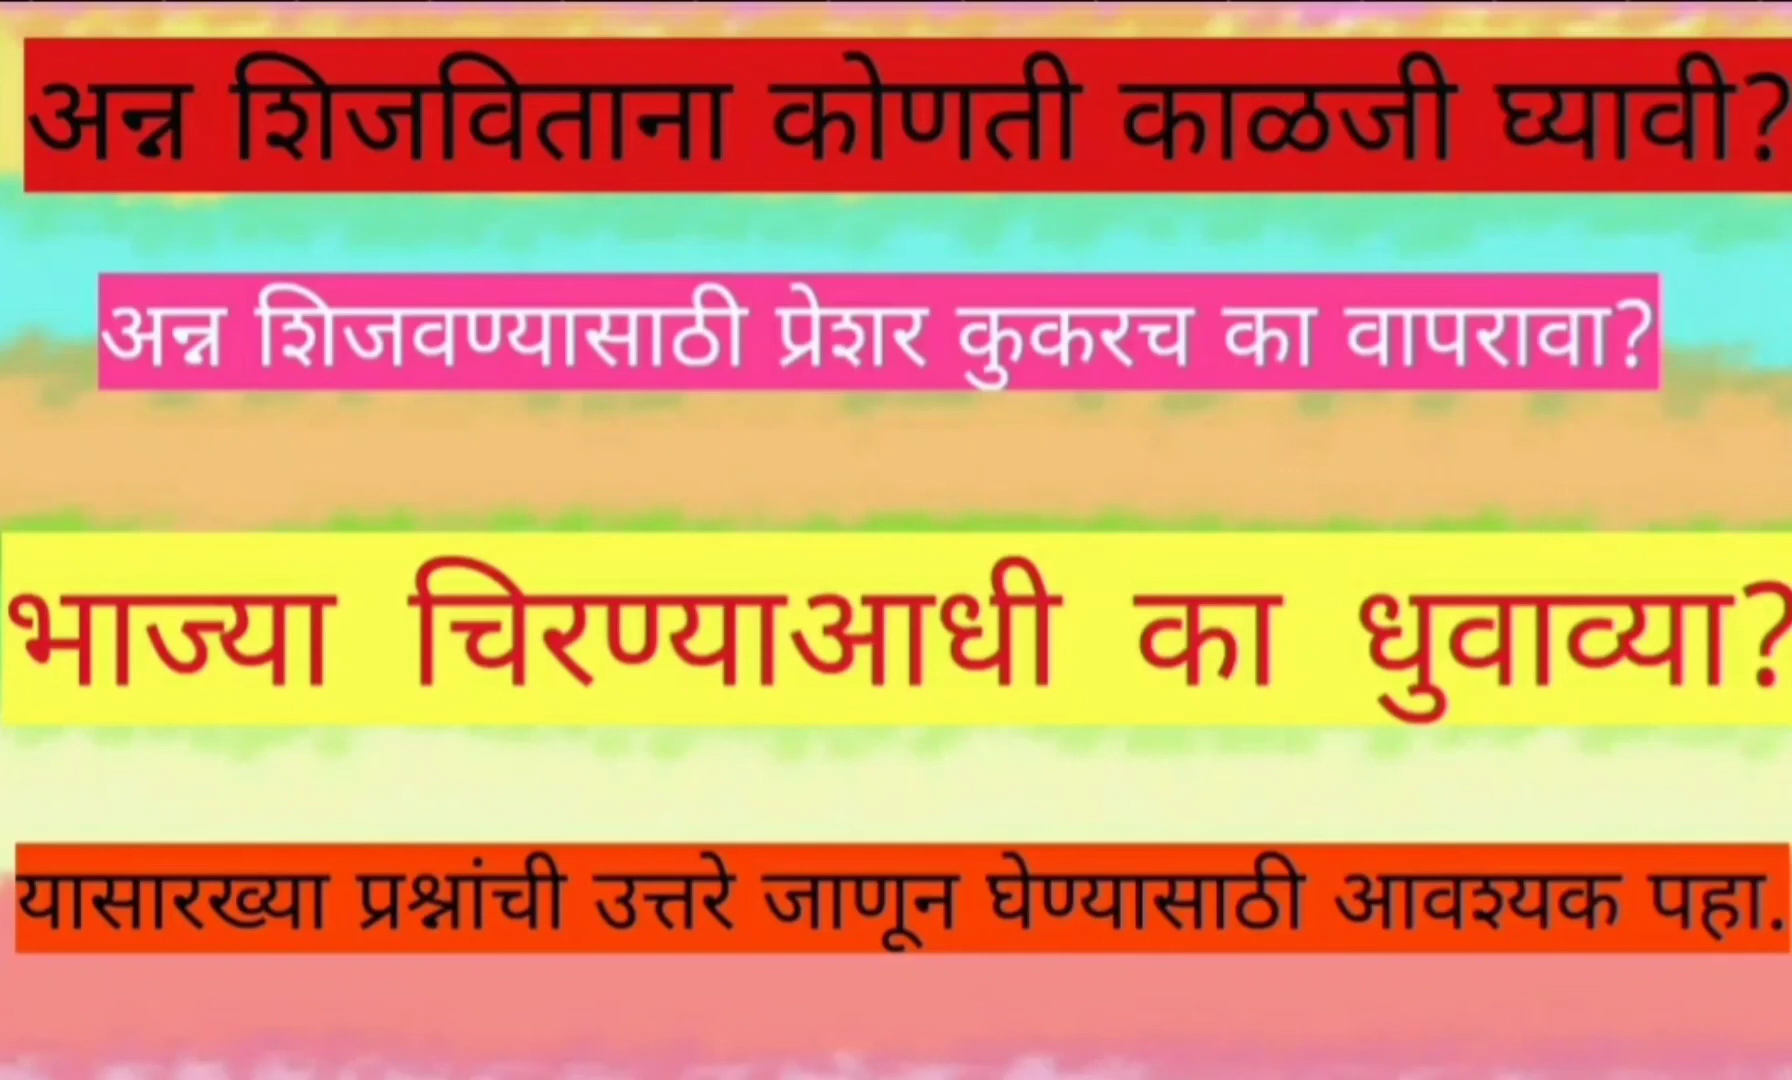 अन्न शिजविताना कोणती काळजी घ्यावी?
अन्न शिजवण्यासाठी प्रेशर कुकरच का वापरावा?
भाज्या चिरण्याआधी का धुवाव्या?
यासारख्या प्रश्नांची उत्तरे जाणून घेण्यासाठी आवश्यक पहा.